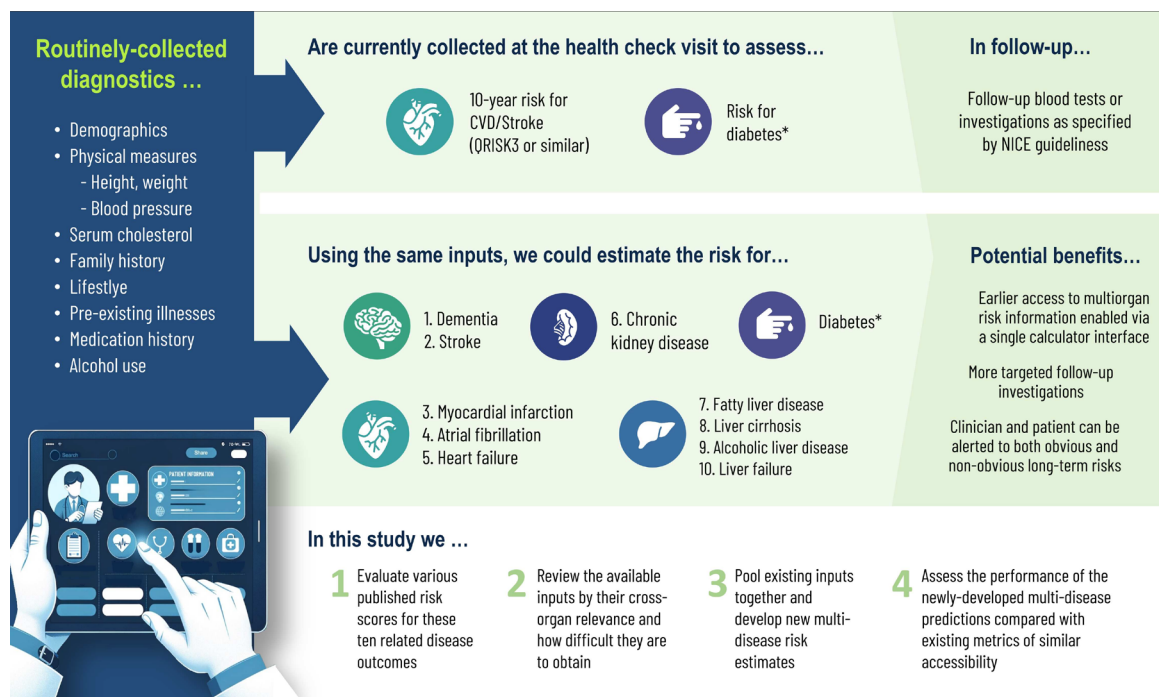 Routinely-collected
diagnostics ...
• Demographics
• Physical measures
- Height, weight
- Blood pressure
• Serum cholesterol
• Family history
• Lifestlye
• Pre-existing illnesses
• Medication history
• Alcohol use
Search
Share
PATIENT INFORMATION
Are currently collected at the health check visit to assess...
10-year risk for
CVD/Stroke
(QRISK3 or similar)
Risk for
diabetes*
In follow-up...
Follow-up blood tests or
investigations as specified
by NICE guideliness
Using the same inputs, we could estimate the risk for...
1. Dementia
2. Stroke
6. Chronic
kidney disease
Diabetes*
3. Myocardial infarction
4. Atrial fibrillation
5. Heart failure
7. Fatty liver disease
8. Liver cirrhosis
9. Alcoholic liver disease
10. Liver failure
Potential benefits...
Earlier access to multiorgan
risk information enabled via
a single calculator interface
More targeted follow-up
investigations
Clinician and patient can be
alerted to both obvious and
non-obvious long-term risks
In this study we ...
1
Evaluate various
published risk
scores for these
ten related disease
outcomes
2
Review the available
inputs by their cross-
organ relevance and
how difficult they are
to obtain
3
Pool existing inputs
together and
develop new multi-
disease risk
estimates
4
Assess the performance of the
newly-developed multi-disease
predictions compared with
existing metrics of similar
accessibility